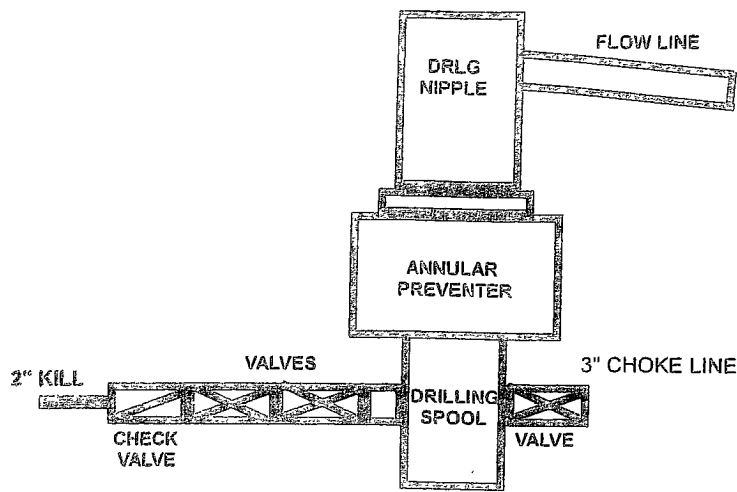 FLOW LINE
DRLG
NIPPLE
ANNULAR
PREVENTER
VALVES
3" CHOKE LINE
2" KILL
DRILLING
SPOOL
CHECK
VALVE
VALVE